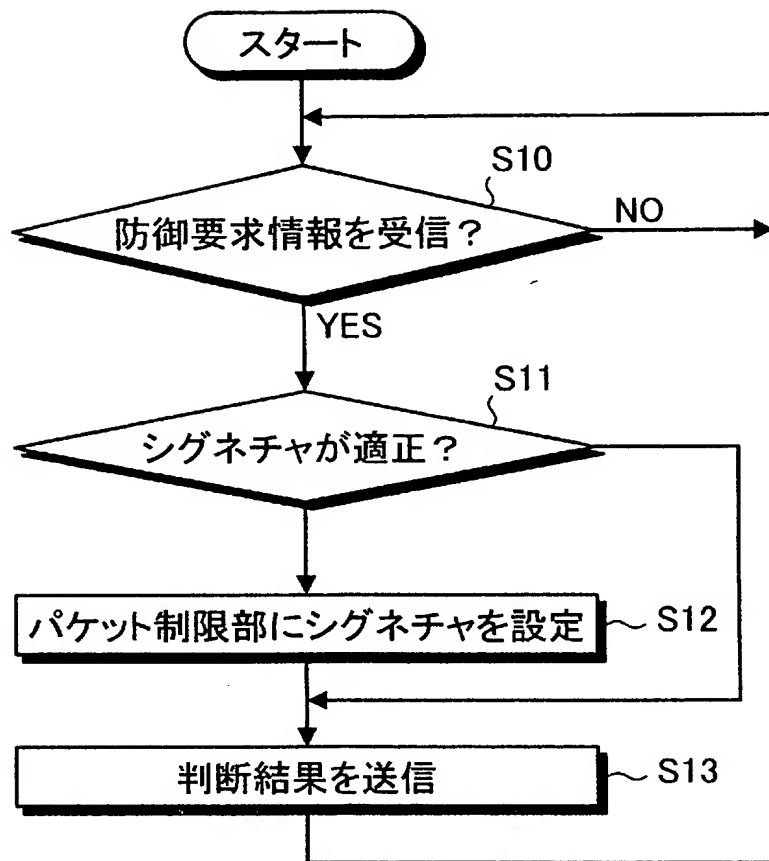 スタート
S10
防御要求情報を受信？
NO
YES
S11
シグネチャが適正？
パケット制限部にシグネチャを設定
S12
判断結果を送信
S13